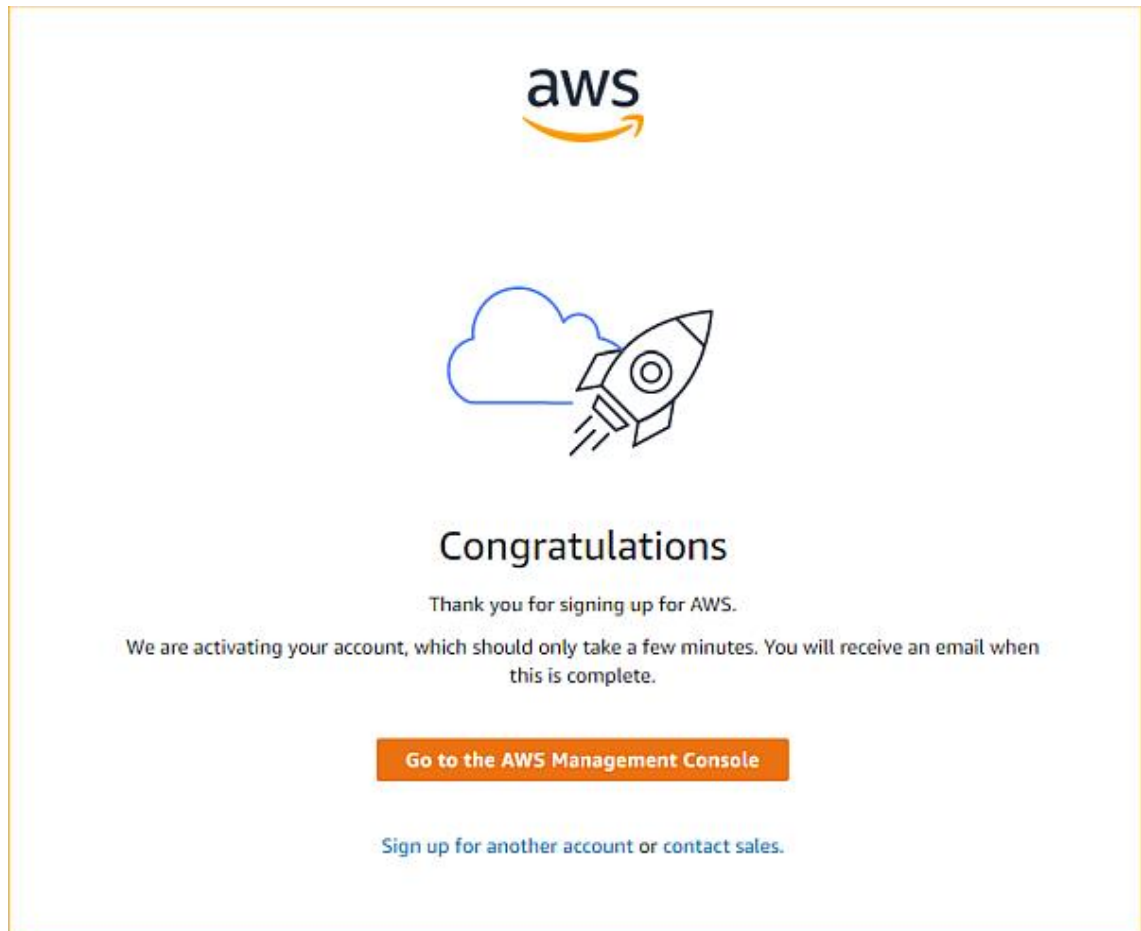 aws
Congratulations
Thank you for signing up for AWS.
We are activating your account, which should only take a few minutes. You will receive an email when
this is complete.
Go to the AWS Management Console
Sign up for another account or contact sales.